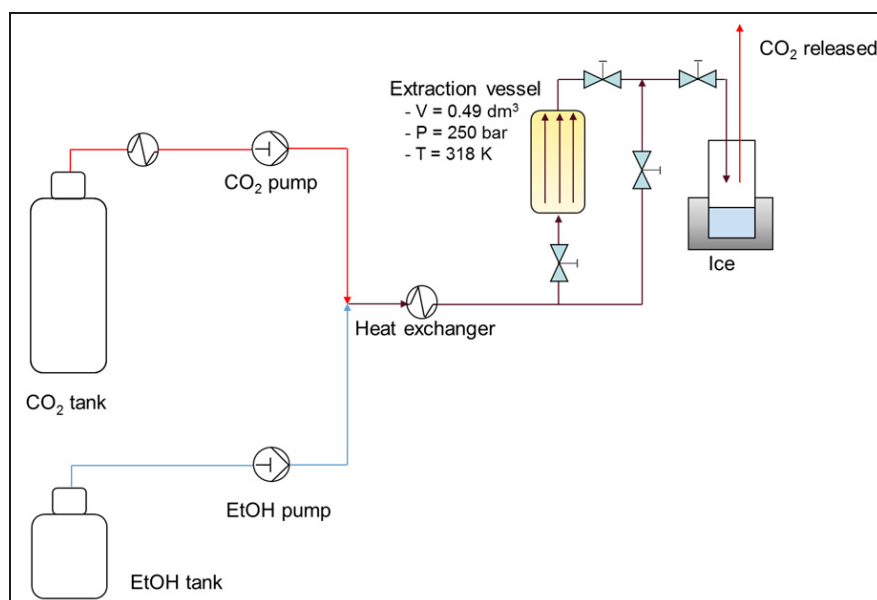 CO₂ released
Extraction vessel
- V = 0.49 dm³
- P = 250 bar
- T = 318 K
CO₂ pump
Ice
Heat exchanger
CO₂ tank
EtOH pump
EtOH tank